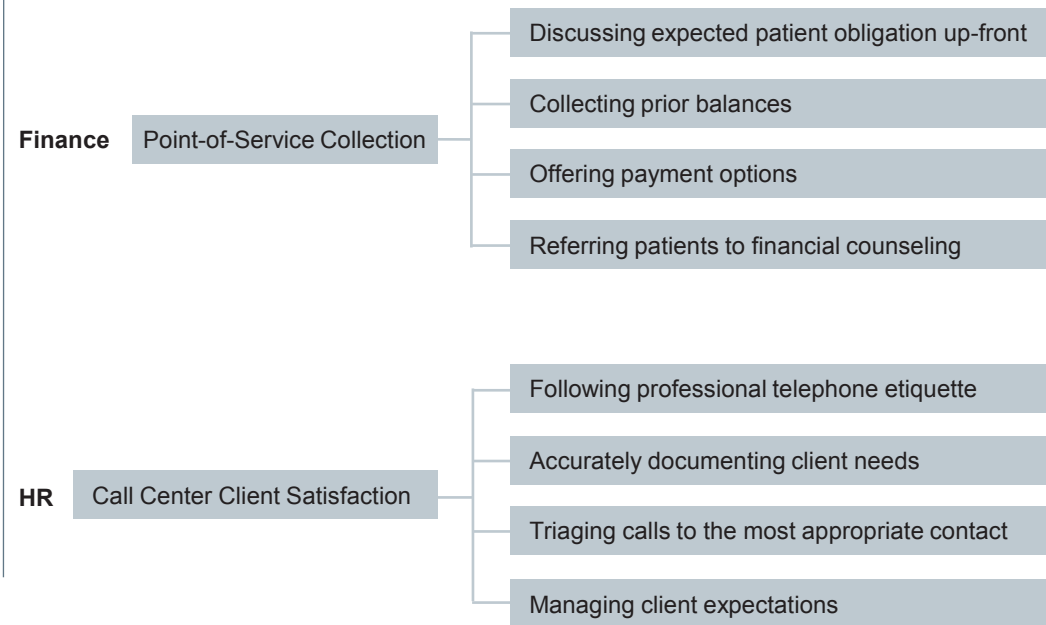 Finance
Point-of-Service Collection
Discussing expected patient obligation up-front
Collecting prior balances
Offering payment options
Referring patients to financial counseling
HR
Call Center Client Satisfaction
Following professional telephone etiquette
Accurately documenting client needs
Triaging calls to the most appropriate contact
Managing client expectations